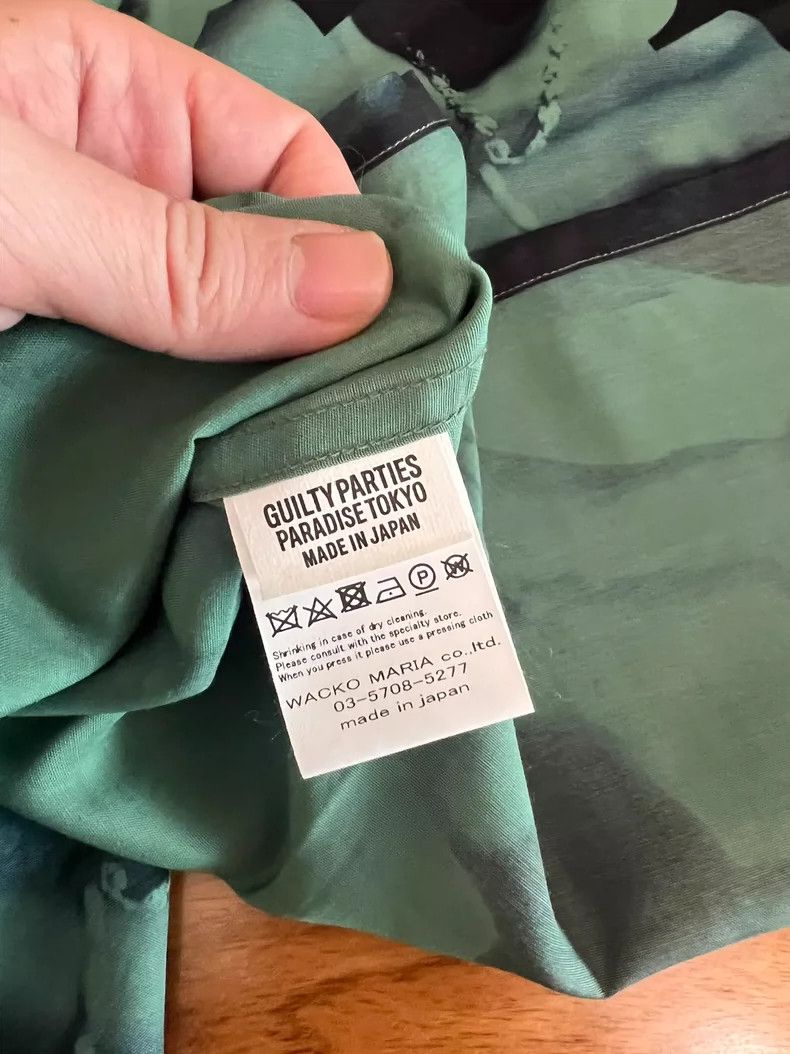 GUILTY PARTIES
PARADISE TOKYO
MADE IN JAPAN
P W
Shrinking in case of dry cleaning.
Please consult with the specialty store.
When you press it please use a pressing cloth
WACKO MARIA co.,ltd.
03-5708-5277
made in japan